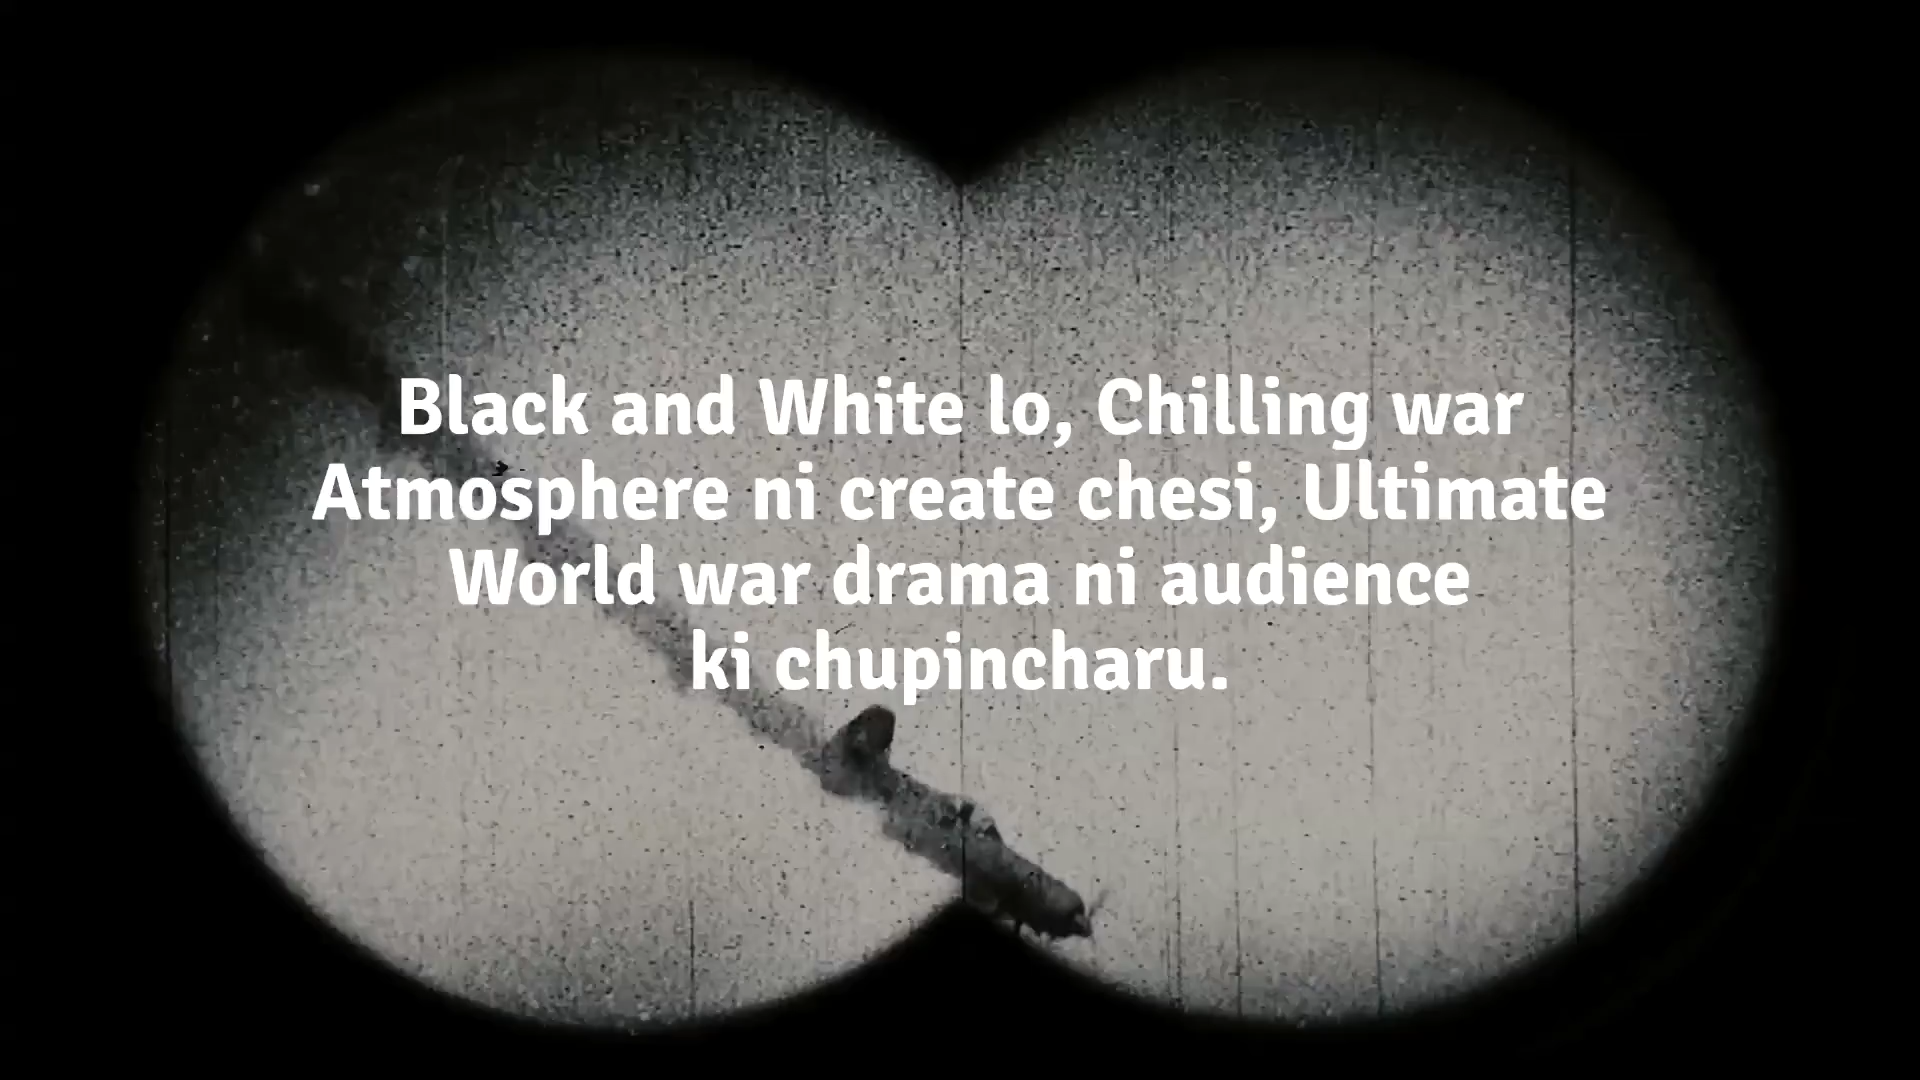 Black and White lo, Chilling war
Atmosphere ni create chesi, Ultimate
World war drama ni audience
ki chupincharu.